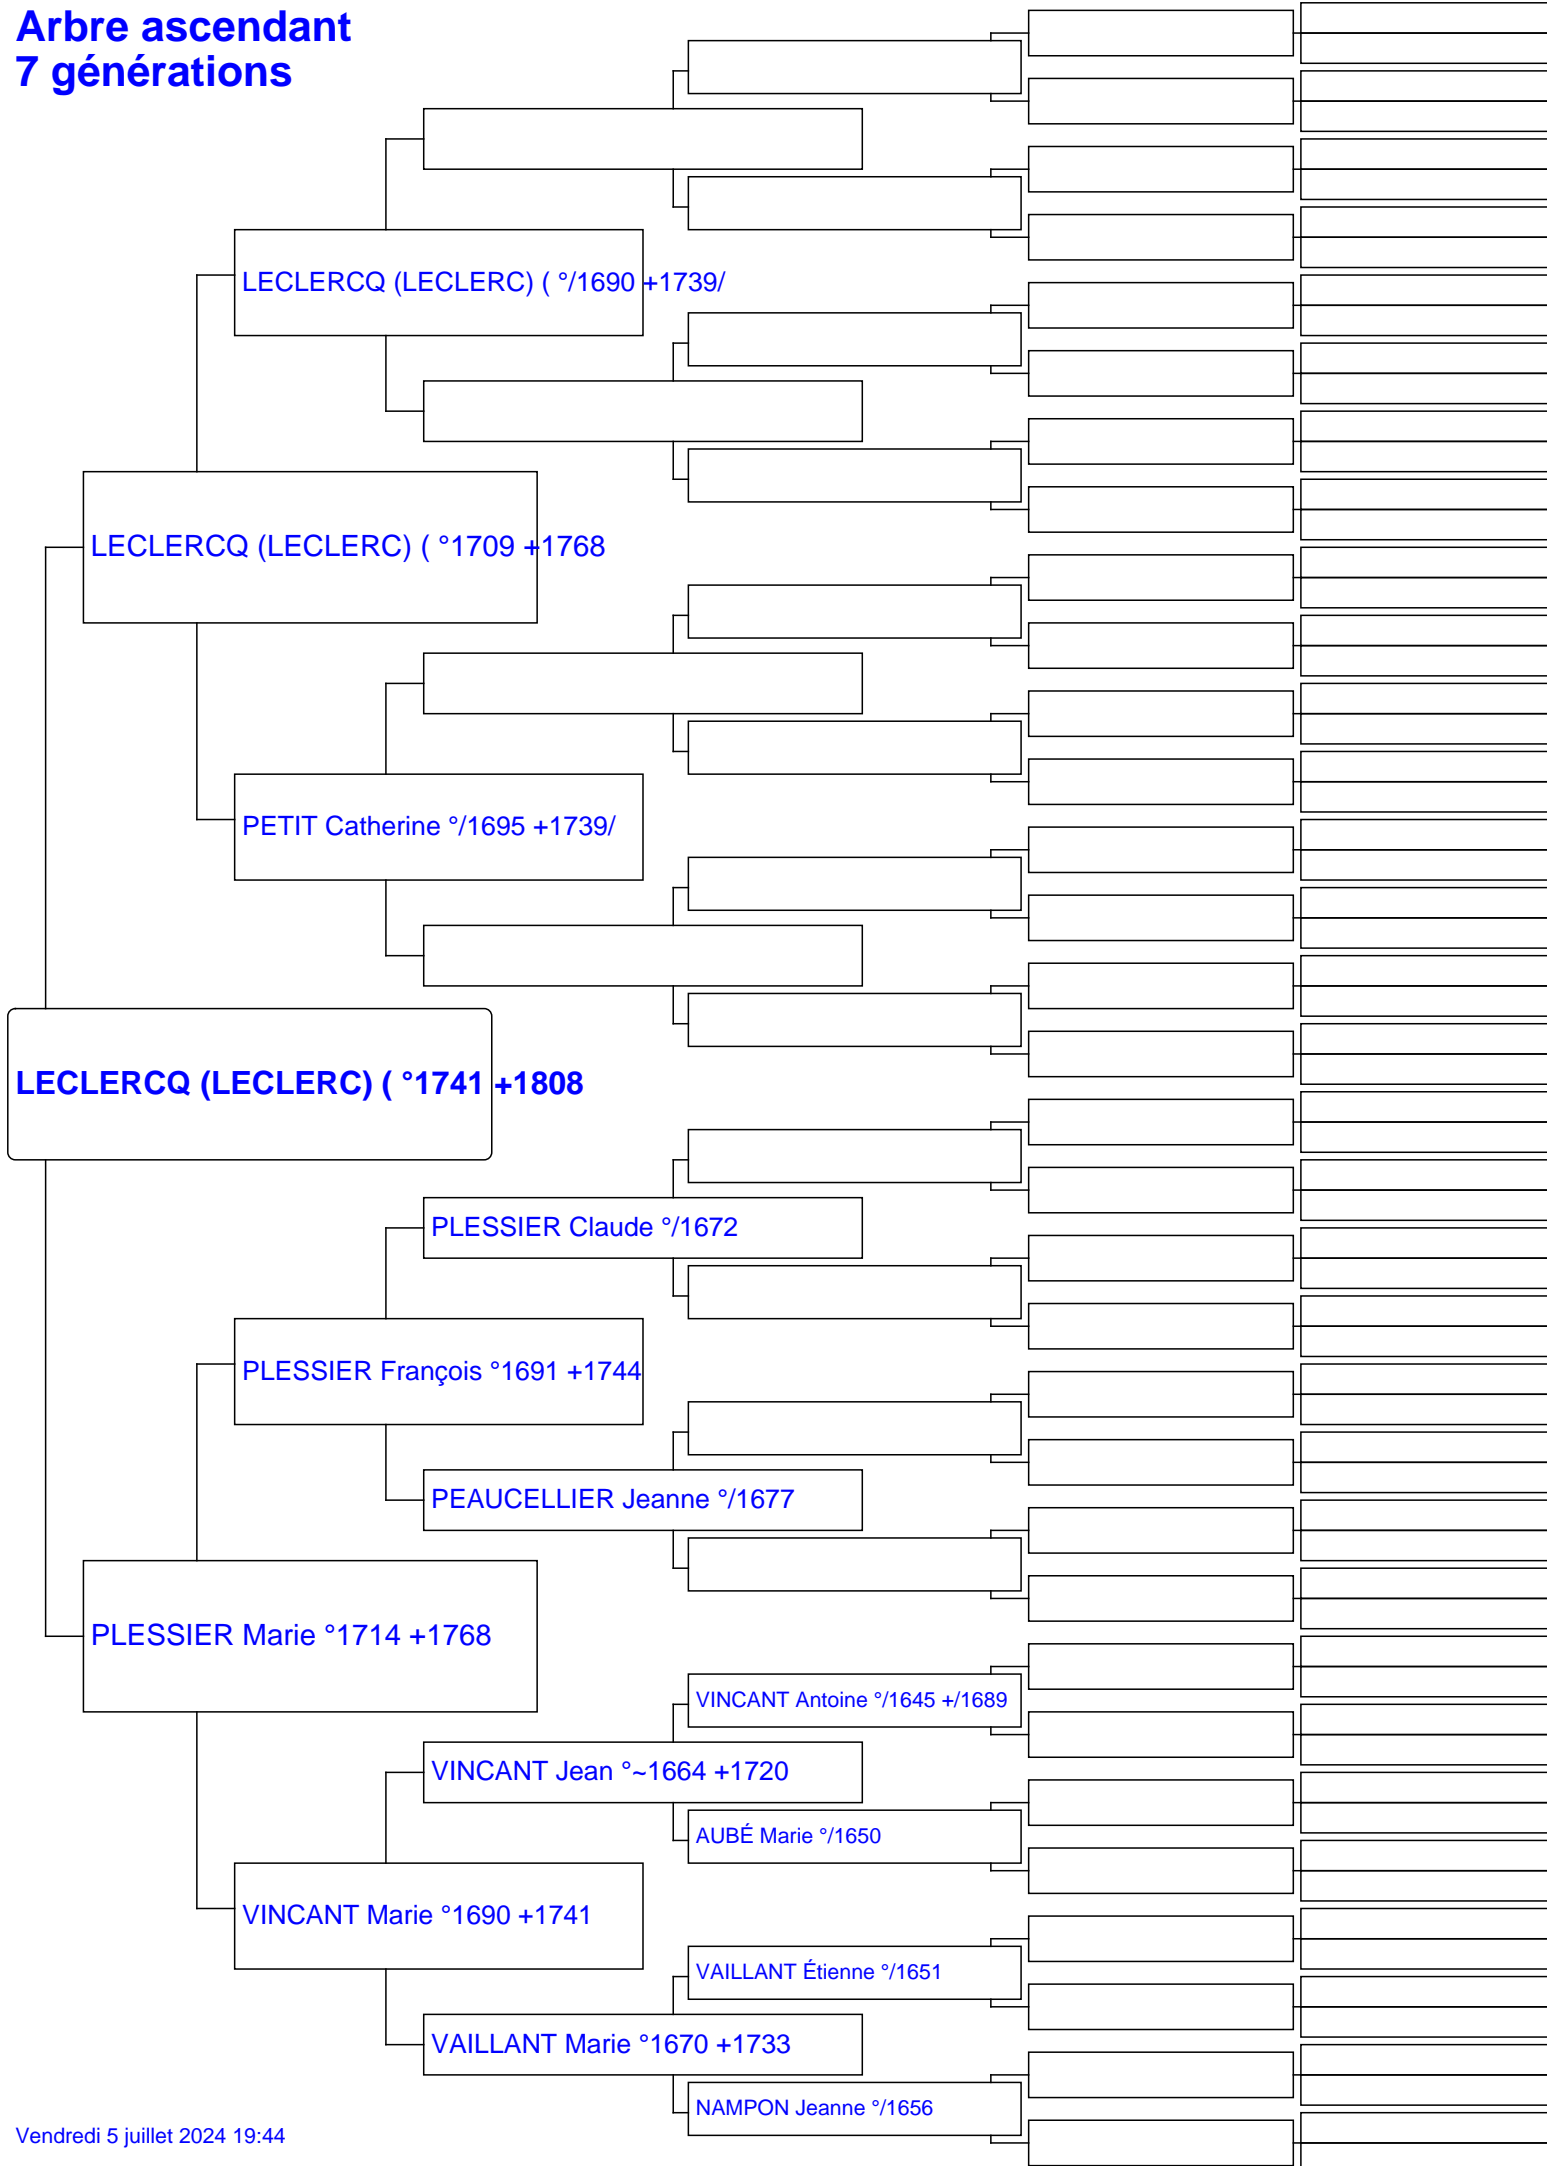 Arbre ascendant
7 générations
LECLERCQ (LECLERC) ( °/1690 +1739/
LECLERCQ (LECLERC) ( °1709 +1768
PETIT Catherine °/1695 +1739/
LECLERCQ (LECLERC) ( °1741 +1808
PLESSIER Claude °/1672
PLESSIER François °1691 +1744
PEAUCELLIER Jeanne °/1677
PLESSIER Marie °1714 +1768
VINCANT Antoine °/1645 +/1689
VINCANT Jean °~1664 +1720
AUBÉ Marie °/1650
VINCANT Marie °1690 +1741
VAILLANT Étienne °/1651
VAILLANT Marie °1670 +1733
NAMPON Jeanne °/1656
Vendredi 5 juillet 2024 19:44